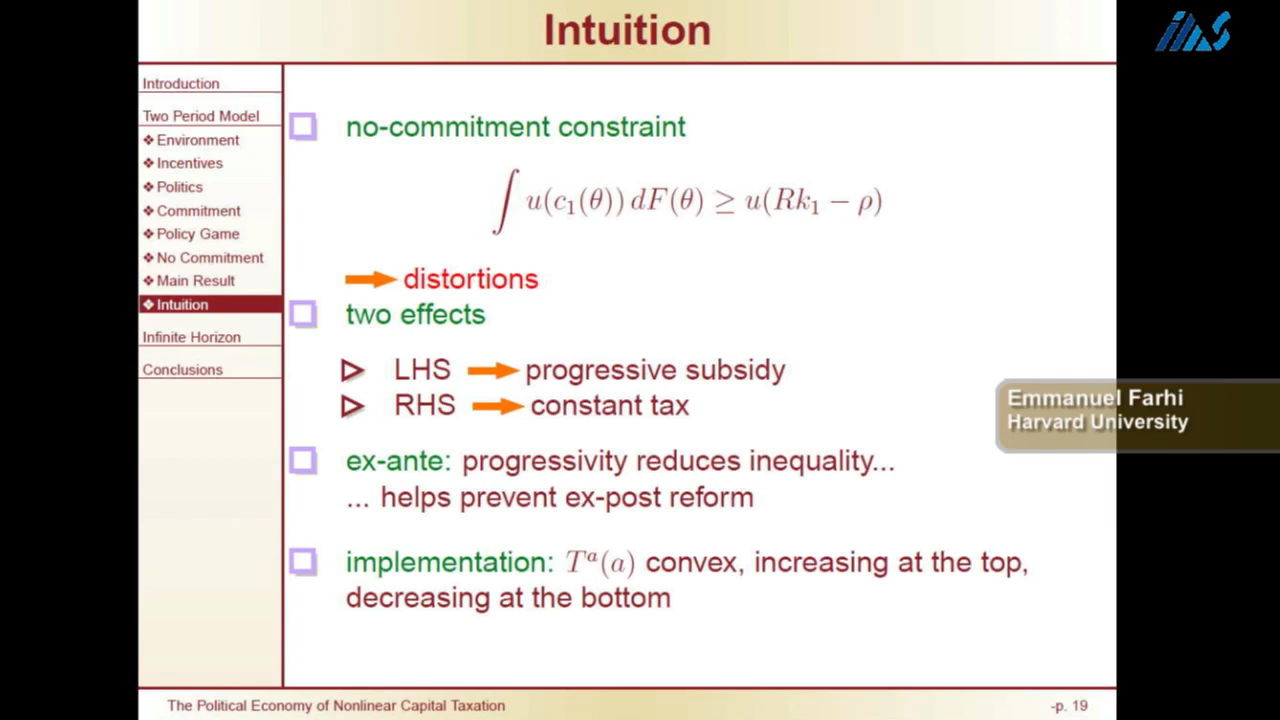 Intuition
Introduction
Two Period Model
❖ Environment
❖ Incentives
❖ Politics
❖ Commitment
❖ Policy Game
❖ No Commitment
❖ Main Result
❖ Intuition
Infinite Horizon
Conclusions
no-commitment constraint
∫ u(c₁(θ)) dF(θ) ≥ u(Rk₁ − ρ)
distortions
two effects
LHS progressive subsidy
RHS constant tax
ex-ante: progressivity reduces inequality...
... helps prevent ex-post reform
implementation: Tᵃ(a) convex, increasing at the top,
decreasing at the bottom
Emmanuel Farhi
Harvard University
The Political Economy of Nonlinear Capital Taxation
-p. 19